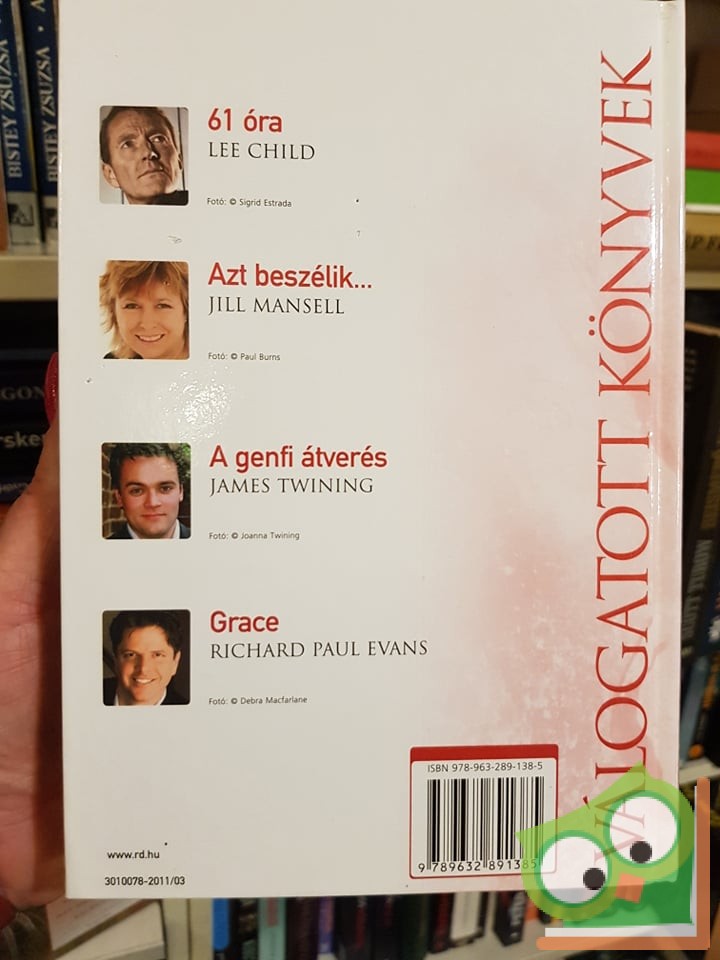 61 óra
LEE CHILD
Fotó: © Sigrid Estrada
Azt beszélik...
JILL MANSELL
Fotó: © Paul Burns
A genfi átverés
JAMES TWINING
Fotó: © Joanna Twining
Grace
RICHARD PAUL EVANS
Fotó: © Debra Macfarlane
VÁLOGATOTT KÖNYVEK
ISBN 978-963-289-138-5
9 789632 891385
www.rd.hu
3010078-2011/03
BISTEY ZSUZSA
BISTEY ZSUZSA